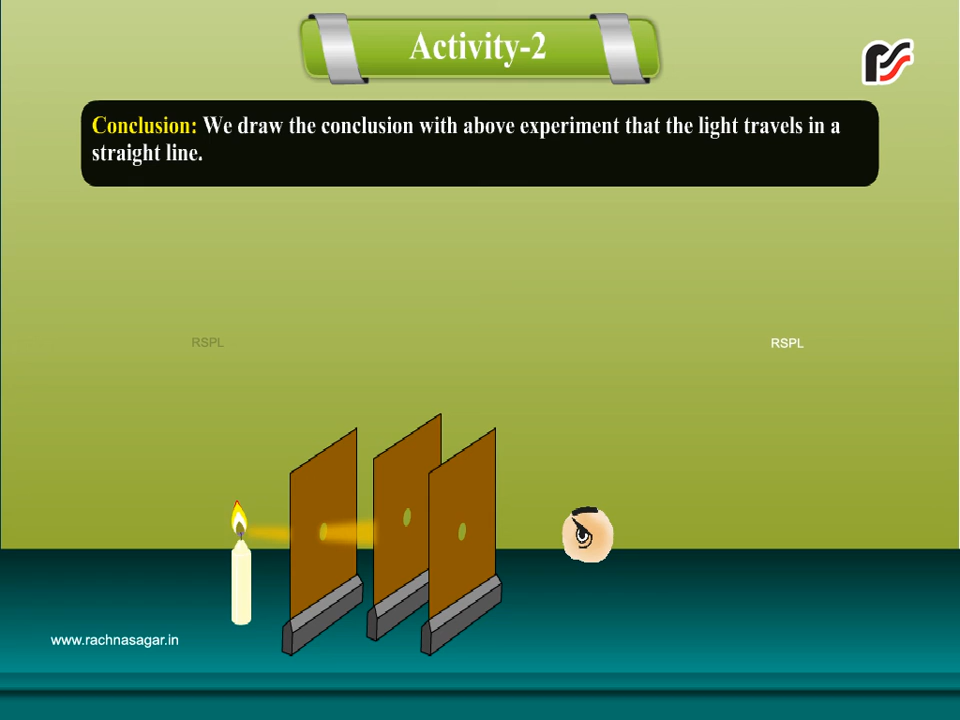 Activity-2
Conclusion: We draw the conclusion with above experiment that the light travels in a
straight line.
RSPL
RSPL
www.rachnasagar.in